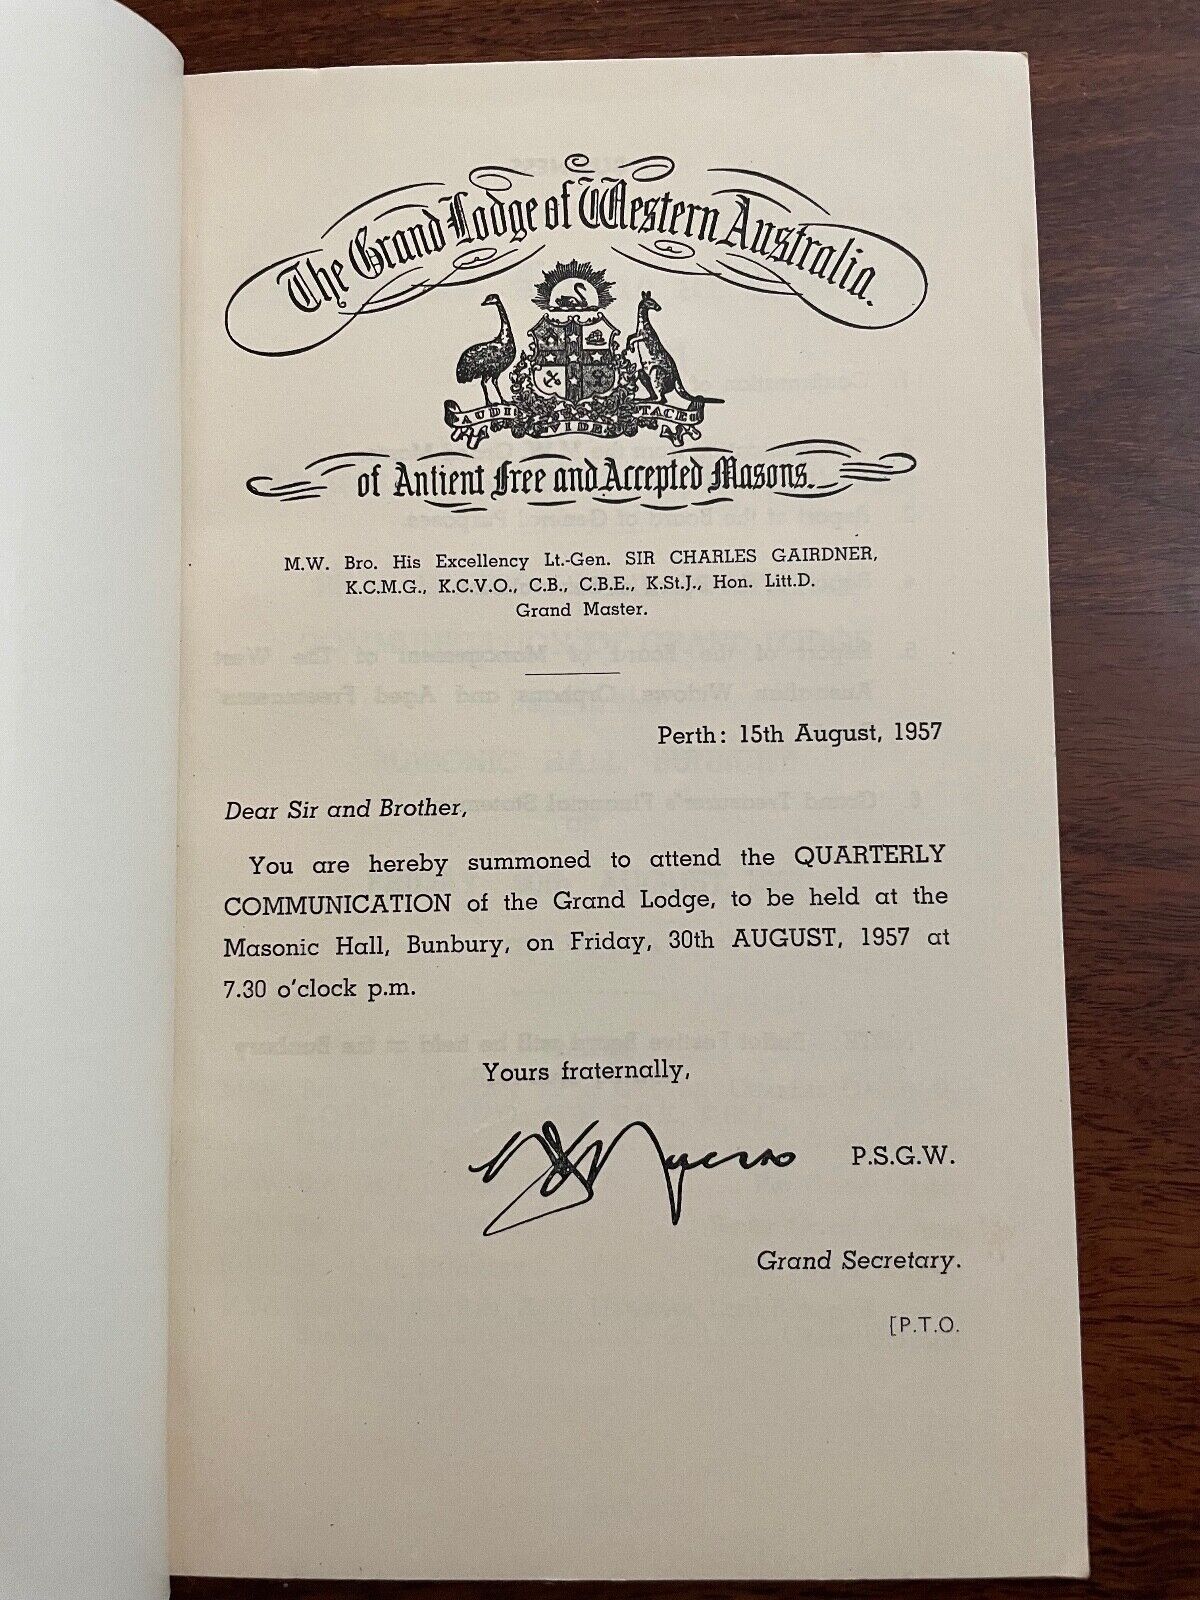 The Grand Lodge of Western Australia.
AUDI VIDE TACE
of Antient Free and Accepted Masons.
M.W. Bro. His Excellency Lt.-Gen. SIR CHARLES GAIRDNER,
K.C.M.G., K.C.V.O., C.B., C.B.E., K.St.J., Hon. Litt.D.
Grand Master.
Perth: 15th August, 1957
Dear Sir and Brother,
You are hereby summoned to attend the QUARTERLY
COMMUNICATION of the Grand Lodge, to be held at the
Masonic Hall, Bunbury, on Friday, 30th AUGUST, 1957 at
7.30 o'clock p.m.
Yours fraternally,
P.S.G.W.
Grand Secretary.
[P.T.O.